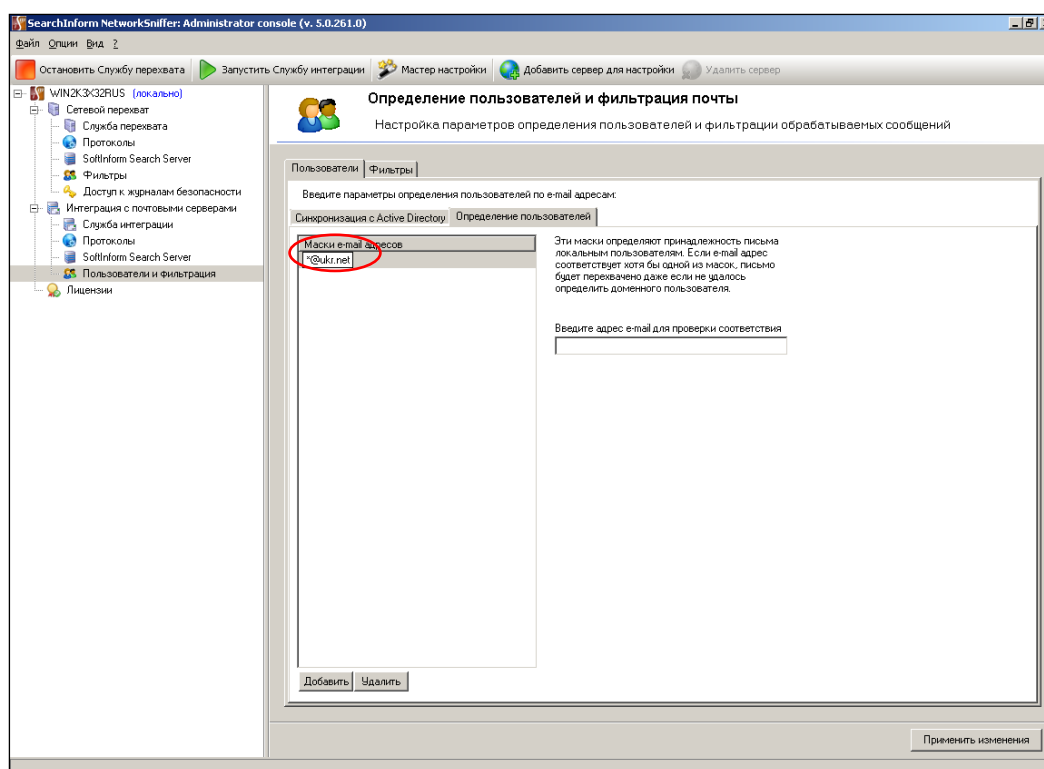 SearchInform NetworkSniffer: Administrator console (v. 5.0.261.0)
Файл Опции Вид ?
Остановить Службу перехвата Запустить Службу интеграции Мастер настройки Добавить сервер для настройки Удалить сервер
WIN2K3X32RUS (локально)
Сетевой перехват
Служба перехвата
Протоколы
SoftInform Search Server
Фильтры
Доступ к журналам безопасности
Интеграция с почтовыми серверами
Служба интеграции
Протоколы
SoftInform Search Server
Пользователи и фильтрация
Лицензии
Определение пользователей и фильтрация почты
Настройка параметров определения пользователей и фильтрации обрабатываемых сообщений
Пользователи Фильтры
Введите параметры определения пользователей по e-mail адресам:
Синхронизация с Active Directory Определение пользователей
Маски e-mail адресов
*@ukr.net
Эти маски определяют принадлежность письма
локальным пользователям. Если e-mail адрес
соответствует хотя бы одной из масок, письмо
будет перехвачено даже если не удалось
определить доменного пользователя.
Введите адрес e-mail для проверки соответствия
Добавить Удалить
Применить изменения